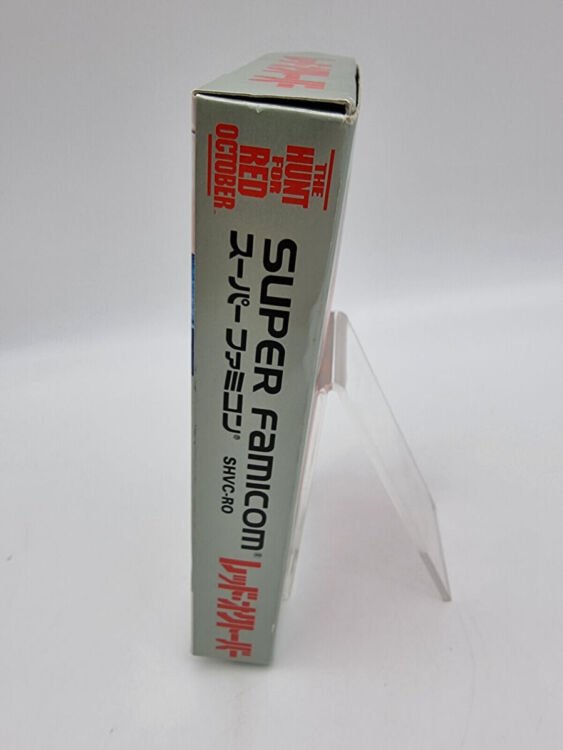 THE
HUNT
FOR
RED
OCTOBER™
SUPER FAMICOM®
スーパーファミコン®
SHVC-RO
レッド・オクトーバー